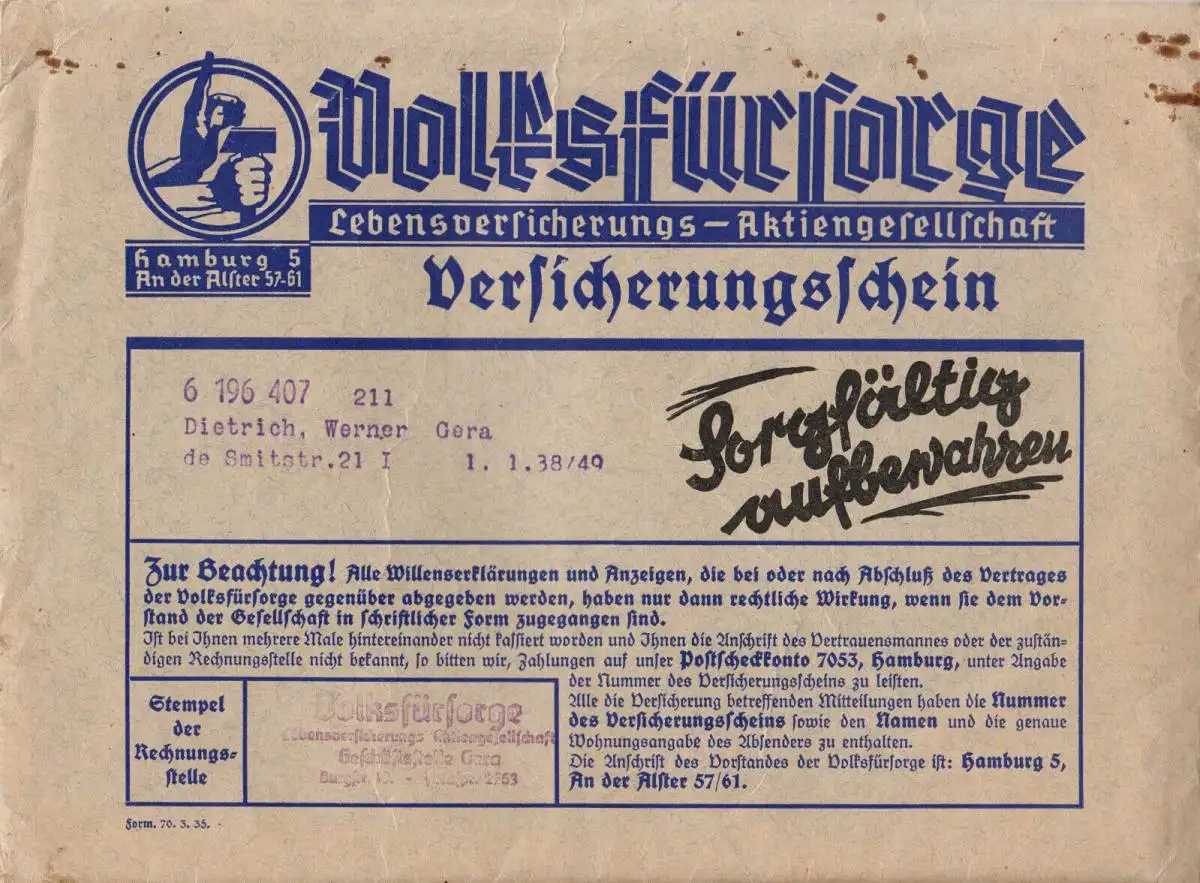 Volksfürsorge
Lebensversicherungs-Aktiengesellschaft
Hamburg 5
An der Alster 57-61
Versicherungsschein
6 196 407 211
Dietrich, Werner Gera
de Smitstr.21 I 1. 1.38/49
Sorgfältig
aufbewahren
Zur Beachtung! Alle Willenserklärungen und Anzeigen, die bei oder nach Abschluß des Vertrages
der Volksfürsorge gegenüber abgegeben werden, haben nur dann rechtliche Wirkung, wenn sie dem Vor-
stand der Gesellschaft in schriftlicher Form zugegangen sind.
Ist bei Ihnen mehrere Male hintereinander nicht kassiert worden und Ihnen die Anschrift des Vertrauensmannes oder der zustän-
digen Rechnungsstelle nicht bekannt, so bitten wir, Zahlungen auf unser Postscheckkonto 7053, Hamburg, unter Angabe
der Nummer des Versicherungsscheins zu leisten.
Alle die Versicherung betreffenden Mitteilungen haben die Nummer
des Versicherungsscheins sowie den Namen und die genaue
Wohnungsangabe des Absenders zu enthalten.
Die Anschrift des Vorstandes der Volksfürsorge ist: Hamburg 5,
An der Alster 57/61.
Stempel
der
Rechnungs-
stelle
Volksfürsorge
Lebensversicherungs Aktiengesellschaft
Geschäftsstelle Gera
Form. 70. 3. 35.